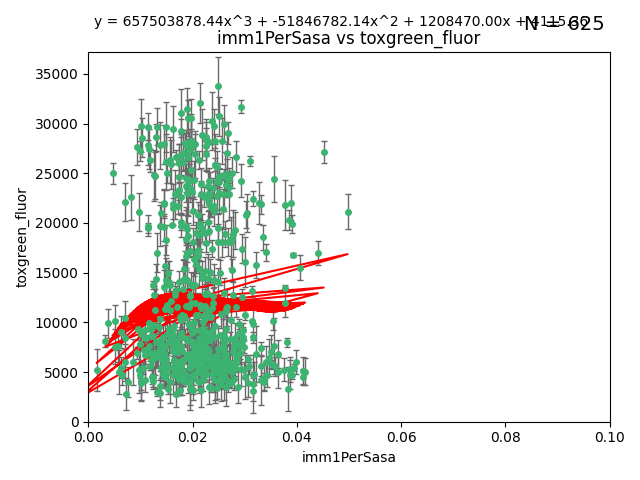 y = 657503878.44x^3 + -51846782.14x^2 + 1208470.00x +
N = 625
imm1PerSasa vs toxgreen_fluor
35000
30000
25000
20000
15000
10000
5000
0
toxgreen_fluor
0.00 0.02 0.04 0.06 0.08 0.10
imm1PerSasa